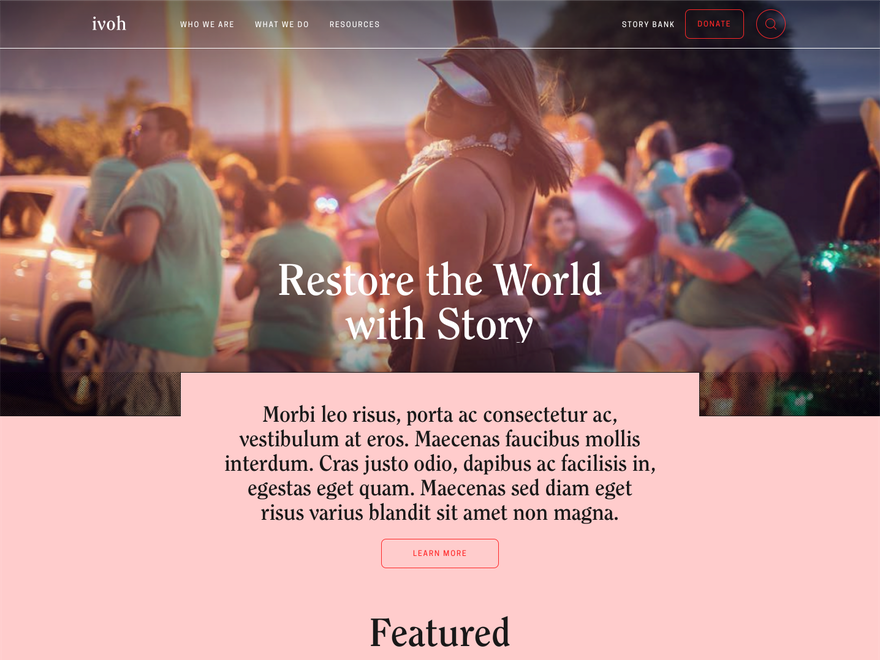 ivoh
WHO WE ARE
WHAT WE DO
RESOURCES
STORY BANK
DONATE
Restore the World
with Story
Morbi leo risus, porta ac consectetur ac,
vestibulum at eros. Maecenas faucibus mollis
interdum. Cras justo odio, dapibus ac facilisis in,
egestas eget quam. Maecenas sed diam eget
risus varius blandit sit amet non magna.
LEARN MORE
Featured